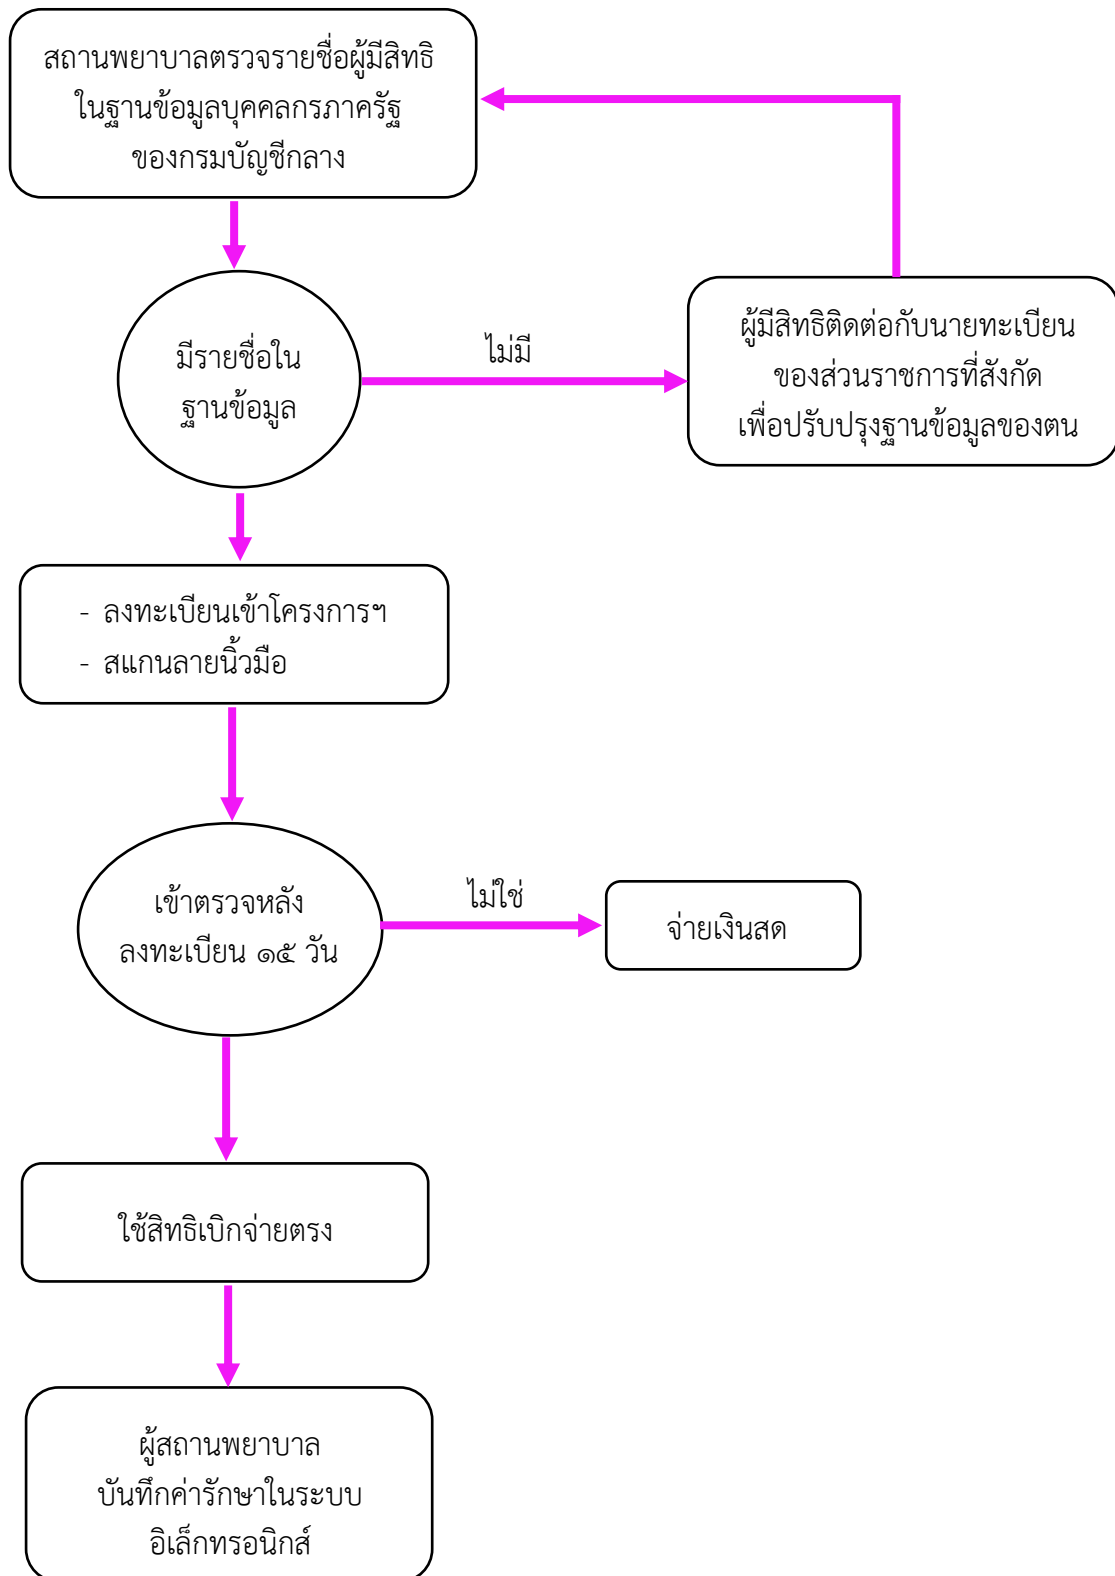 สถานพยาบาลตรวจรายชื่อผู้มีสิทธิ
ในฐานข้อมูลบุคคลกรภาครัฐ
ของกรมบัญชีกลาง
มีรายชื่อใน
ฐานข้อมูล
ไม่มี
ผู้มีสิทธิติดต่อกับนายทะเบียน
ของส่วนราชการที่สังกัด
เพื่อปรับปรุงฐานข้อมูลของตน
- ลงทะเบียนเข้าโครงการฯ
- สแกนลายนิ้วมือ
เข้าตรวจหลัง
ลงทะเบียน ๑๕ วัน
ไม่ใช่
จ่ายเงินสด
ใช้สิทธิเบิกจ่ายตรง
ผู้สถานพยาบาล
บันทึกค่ารักษาในระบบ
อิเล็กทรอนิกส์